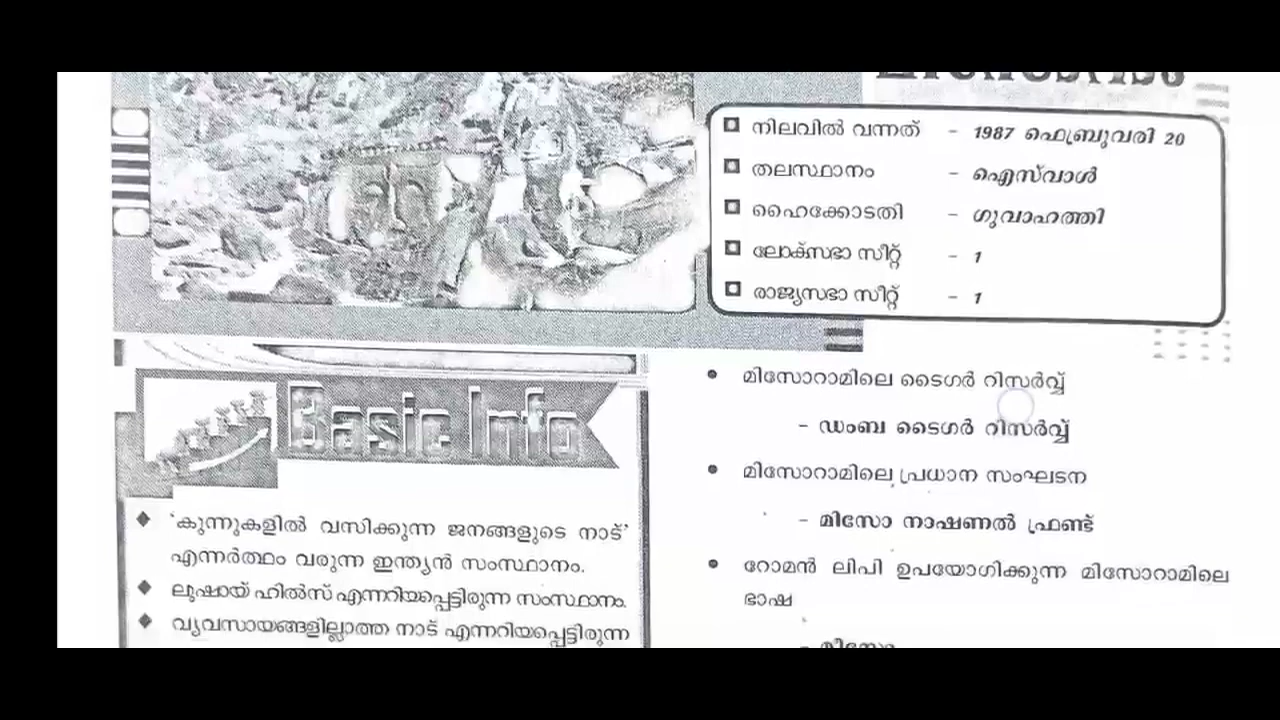 നിലവിൽ വന്നത് - 1987 ഫെബ്രുവരി 20
തലസ്ഥാനം - ഐസ്‌വാൾ
ഹൈക്കോടതി - ഗുവാഹത്തി
ലോക്സഭാ സീറ്റ് - 1
രാജ്യസഭാ സീറ്റ് - 1
Basic Info
'കുന്നുകളിൽ വസിക്കുന്ന ജനങ്ങളുടെ നാട്'
എന്നർത്ഥം വരുന്ന ഇന്ത്യൻ സംസ്ഥാനം.
ലുഷായ് ഹിൽസ് എന്നറിയപ്പെട്ടിരുന്ന സംസ്ഥാനം.
വ്യവസായങ്ങളില്ലാത്ത നാട് എന്നറിയപ്പെട്ടിരുന്ന
• മിസോറാമിലെ ടൈഗർ റിസർവ്വ്
- ഡംബ ടൈഗർ റിസർവ്വ്
• മിസോറാമിലെ പ്രധാന സംഘടന
- മിസോ നാഷണൽ ഫ്രണ്ട്
• റോമൻ ലിപി ഉപയോഗിക്കുന്ന മിസോറാമിലെ
ഭാഷ